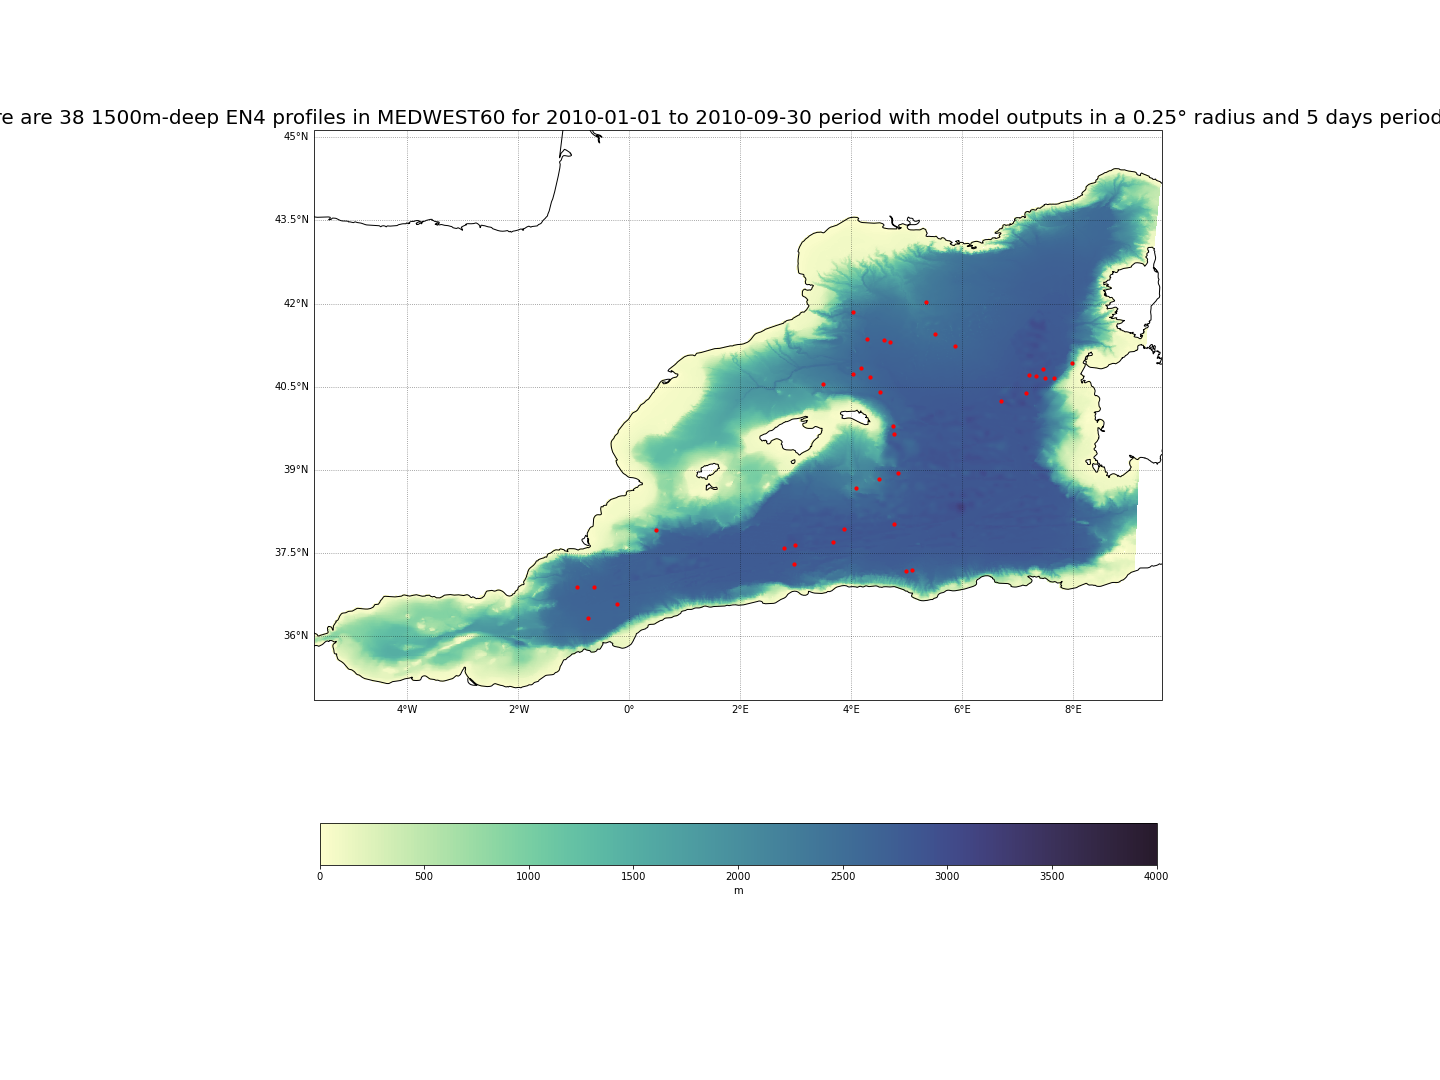 re are 38 1500m-deep EN4 profiles in MEDWEST60 for 2010-01-01 to 2010-09-30 period with model outputs in a 0.25° radius and 5 days period
45°N
43.5°N
42°N
40.5°N
39°N
37.5°N
36°N
4°W 2°W 0° 2°E 4°E 6°E 8°E
0 500 1000 1500 2000 2500 3000 3500 4000
m